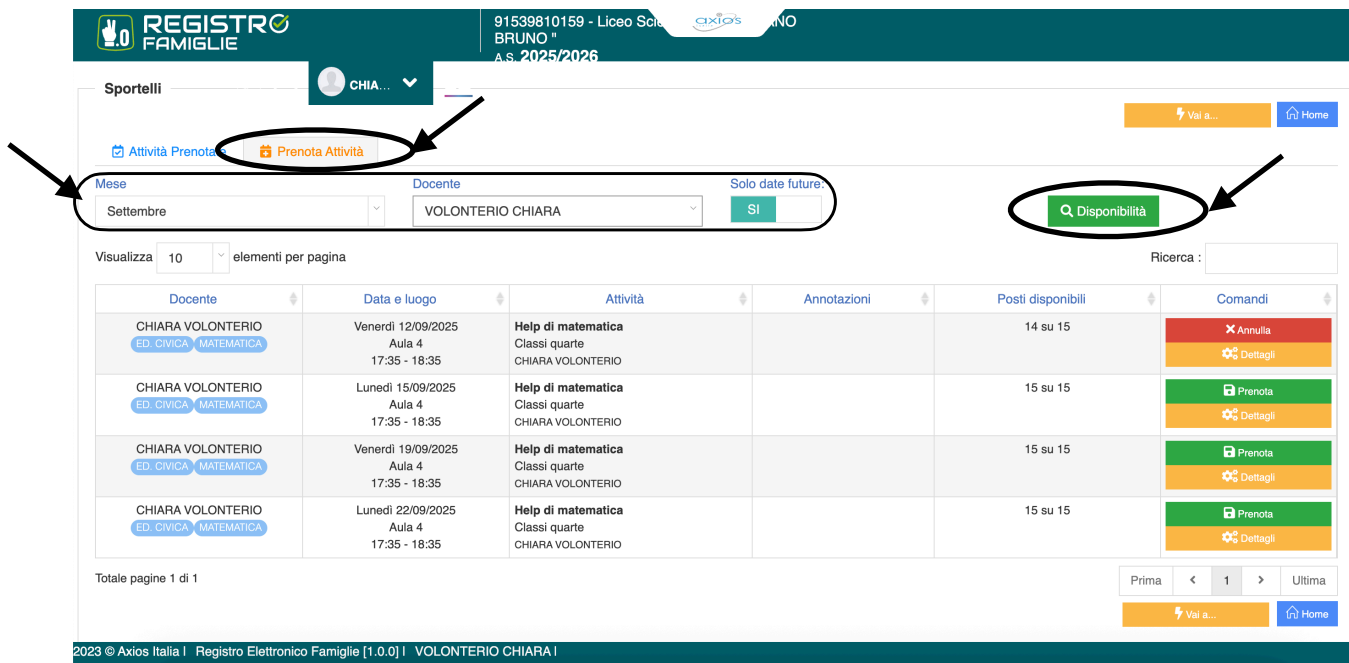 REGISTRO
FAMIGLIE
91539810159 - Liceo
axios
NO
BRUNO "
A.S. 2025/2026
Sportelli
CHIA...
Vai a...
Home
Attività
Prenota Attività
Mese
Docente
Solo date future:
Settembre
VOLONTERIO CHIARA
SI
Disponibilità
Visualizza 10 elementi per pagina
Ricerca :
Docente Data e luogo Attività Annotazioni Posti disponibili Comandi
CHIARA VOLONTERIO Venerdì 12/09/2025 Help di matematica 14 su 15 Annulla
ED. CIVICA MATEMATICA Aula 4 Classi quarte Dettagli
17:35 - 18:35 CHIARA VOLONTERIO
CHIARA VOLONTERIO Lunedì 15/09/2025 Help di matematica 15 su 15 Prenota
ED. CIVICA MATEMATICA Aula 4 Classi quarte Dettagli
17:35 - 18:35 CHIARA VOLONTERIO
CHIARA VOLONTERIO Venerdì 19/09/2025 Help di matematica 15 su 15 Prenota
ED. CIVICA MATEMATICA Aula 4 Classi quarte Dettagli
17:35 - 18:35 CHIARA VOLONTERIO
CHIARA VOLONTERIO Lunedì 22/09/2025 Help di matematica 15 su 15 Prenota
ED. CIVICA MATEMATICA Aula 4 Classi quarte Dettagli
17:35 - 18:35 CHIARA VOLONTERIO
Totale pagine 1 di 1
Prima < 1 > Ultima
Vai a...
Home
2023 © Axios Italia | Registro Elettronico Famiglie [1.0.0] | VOLONTERIO CHIARA |